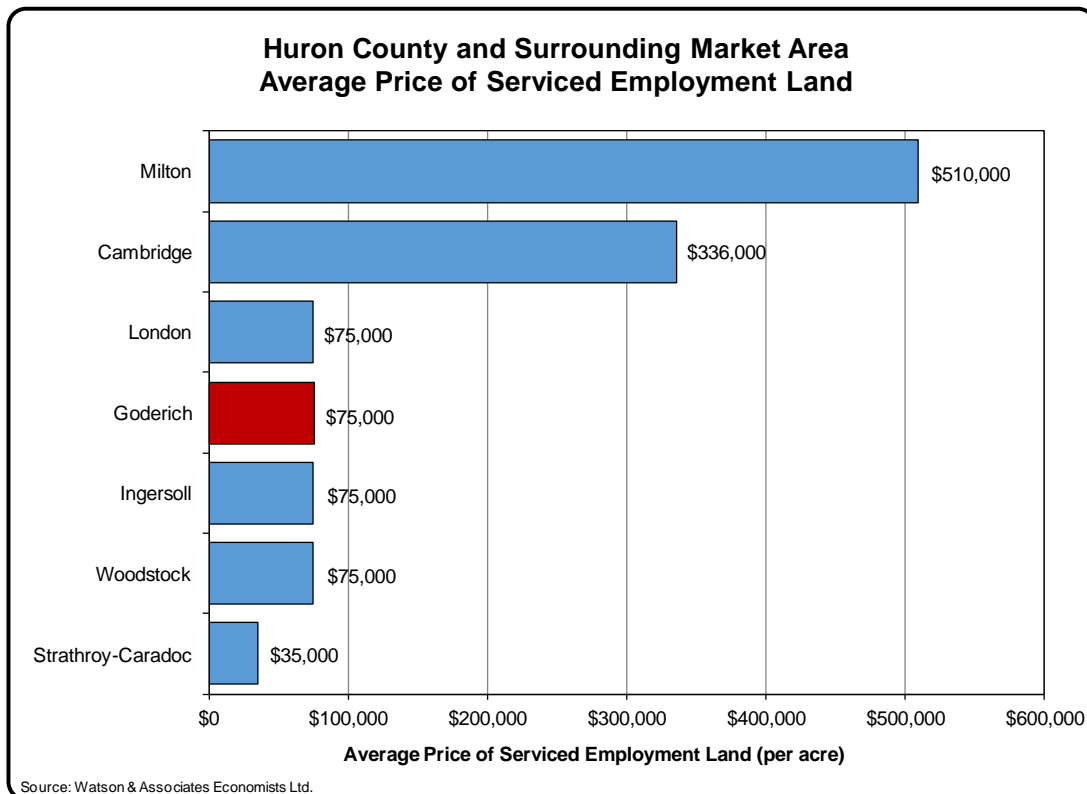 Huron County and Surrounding Market Area
Average Price of Serviced Employment Land
Milton
$510,000
Cambridge
$336,000
London
$75,000
Goderich
$75,000
Ingersoll
$75,000
Woodstock
$75,000
Strathroy-Caradoc
$35,000
$0 $100,000 $200,000 $300,000 $400,000 $500,000 $600,000
Average Price of Serviced Employment Land (per acre)
Source: Watson & Associates Economists Ltd.